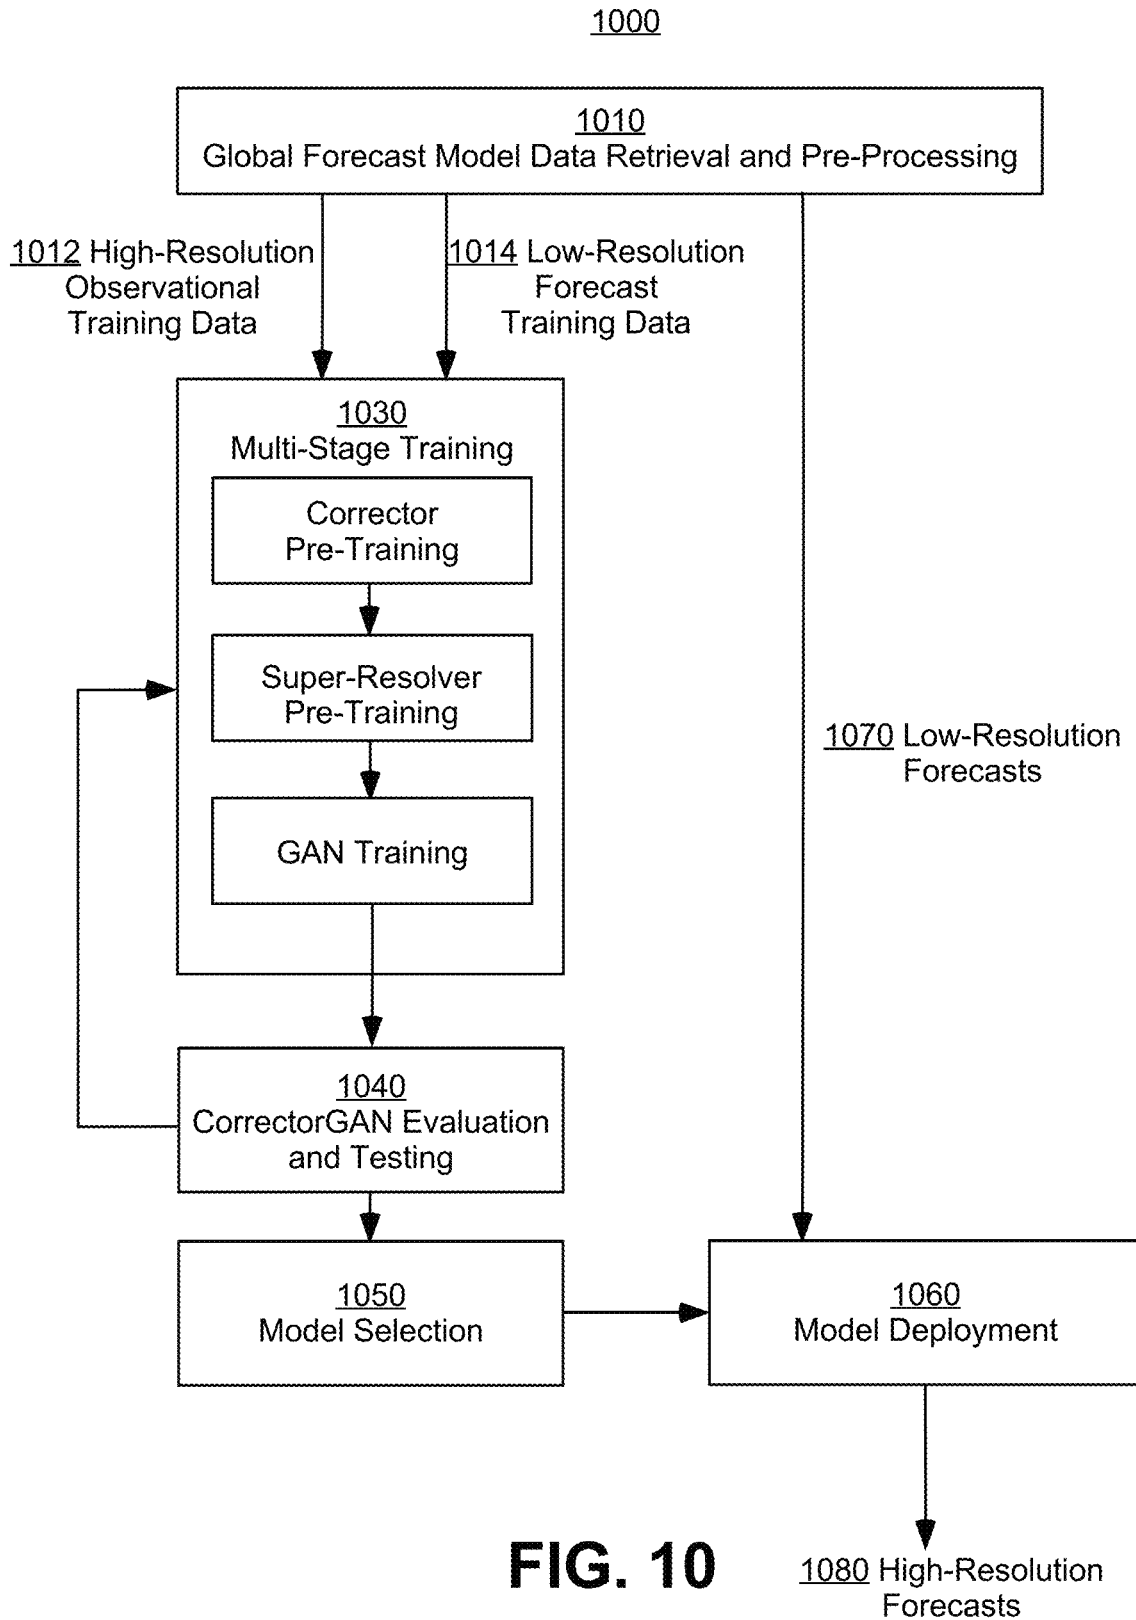 1000
1010
Global Forecast Model Data Retrieval and Pre-Processing
1012 High-Resolution
Observational
Training Data
1014 Low-Resolution
Forecast
Training Data
1030
Multi-Stage Training
Corrector
Pre-Training
Super-Resolver
Pre-Training
GAN Training
1070 Low-Resolution
Forecasts
1040
CorrectorGAN Evaluation
and Testing
1050
Model Selection
1060
Model Deployment
FIG. 10
1080 High-Resolution
Forecasts